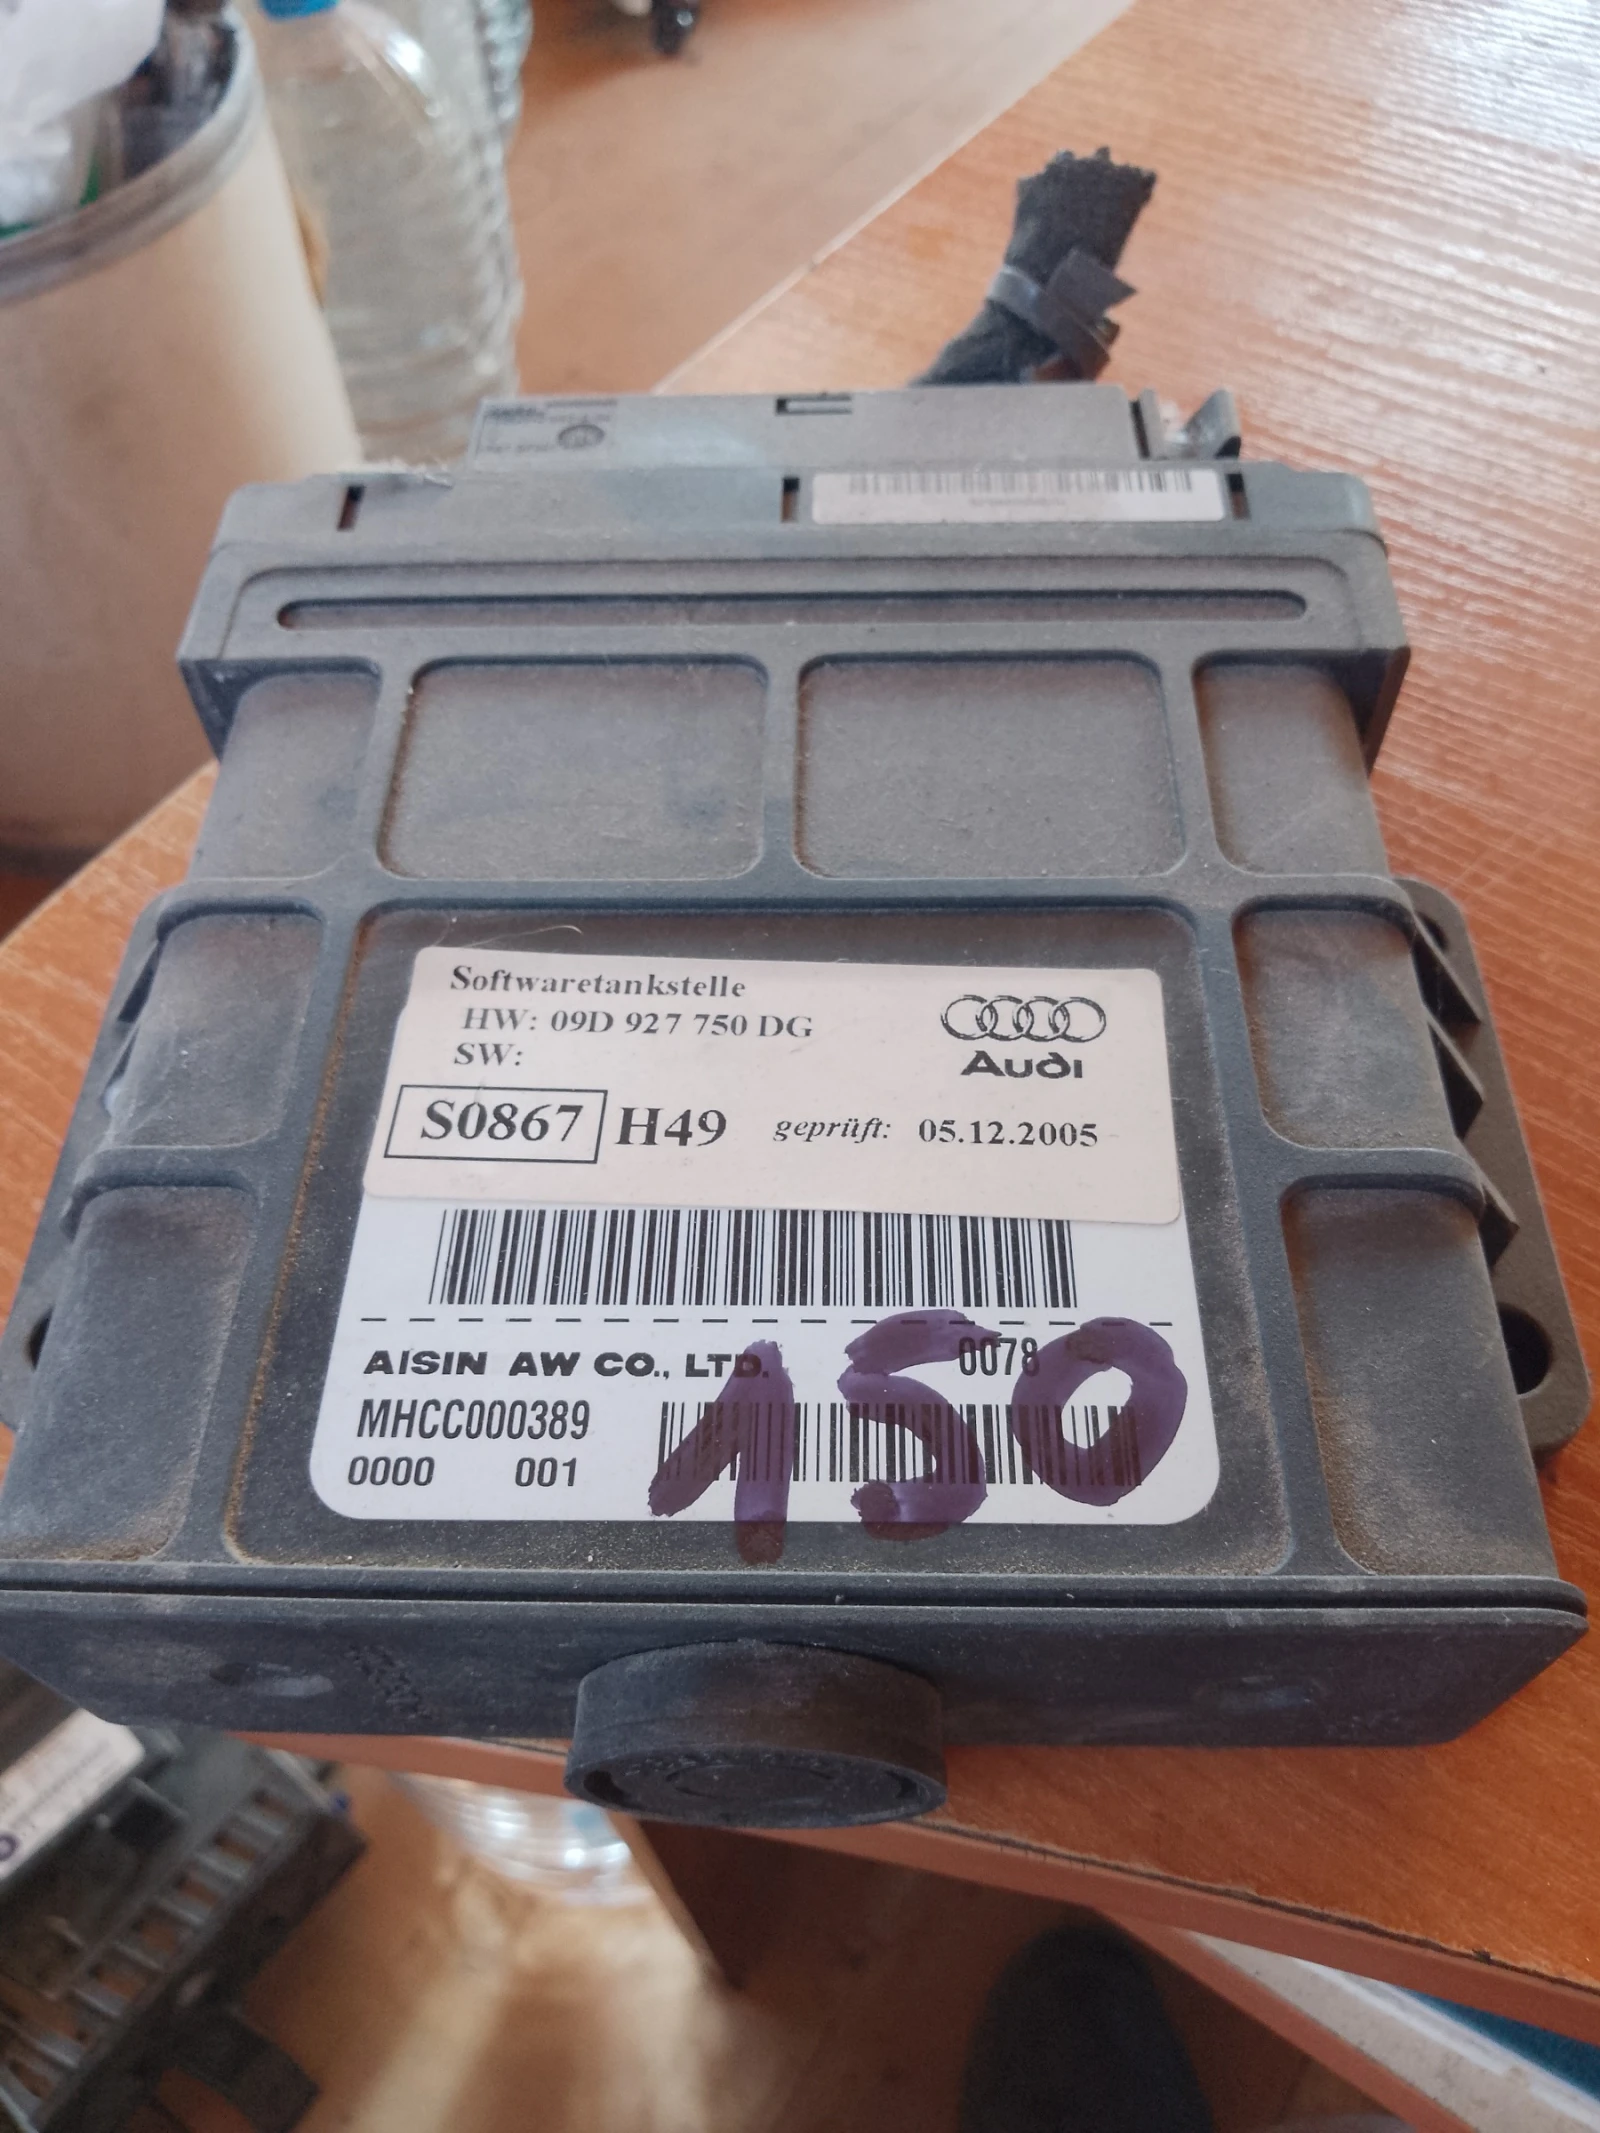 Softwaretankstelle
HW: 09D 927 750 DG
SW:
Audi
S0867 H49 geprüft: 05.12.2005
AISIN AW CO., LTD. 0078
MHCC000389
0000 001
150